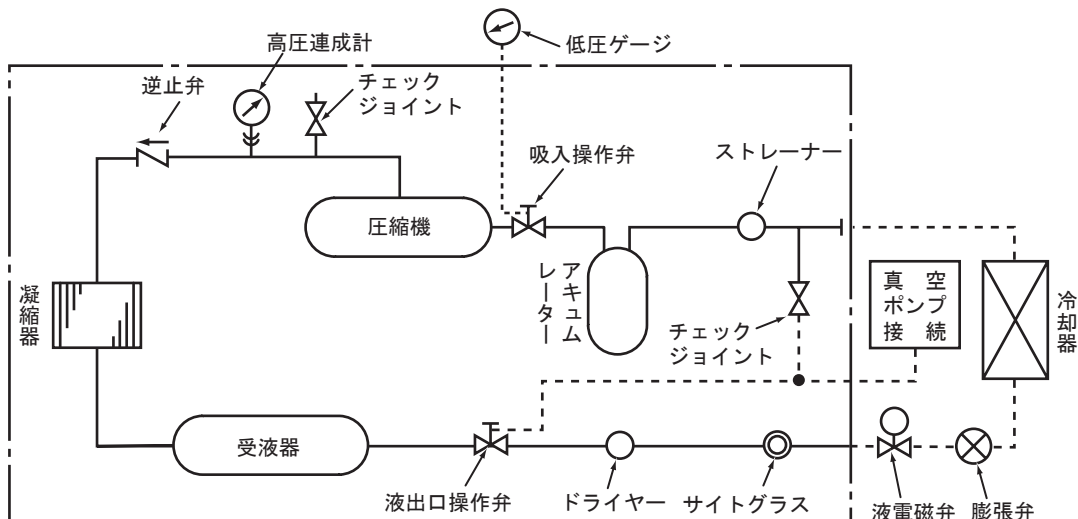 低圧ゲージ
高圧連成計
チェック
ジョイント
逆止弁
吸入操作弁
ストレーナー
圧縮機
アキュム
レーター
真 空
ポンプ
接 続
冷却器
凝縮器
チェック
ジョイント
受液器
液出口操作弁
ドライヤー
サイトグラス
液電磁弁
膨張弁